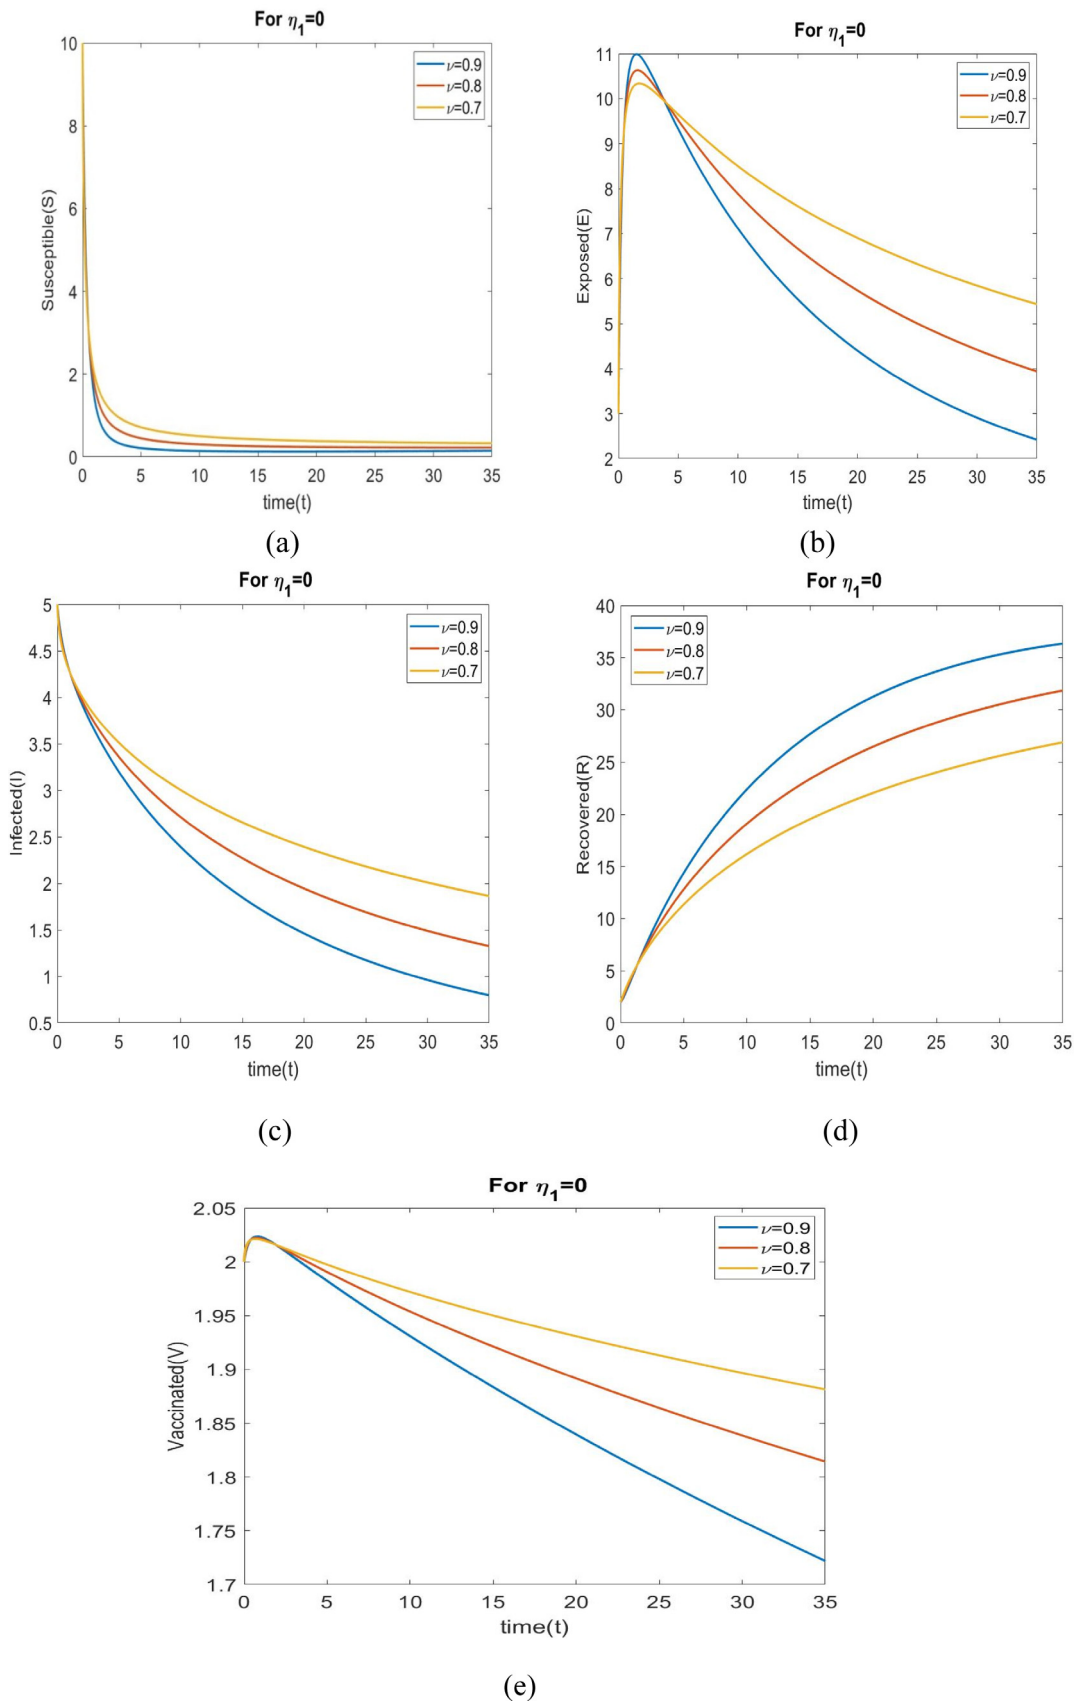 For η₁=0
10
8
6
4
2
0
Susceptible(S)
ν=0.9
ν=0.8
ν=0.7
0 5 10 15 20 25 30 35
time(t)
(a)
For η₁=0
11
10
9
8
7
6
5
4
3
2
Exposed(E)
ν=0.9
ν=0.8
ν=0.7
0 5 10 15 20 25 30 35
time(t)
(b)
For η₁=0
5
4.5
4
3.5
3
2.5
2
1.5
1
0.5
Infected(I)
ν=0.9
ν=0.8
ν=0.7
0 5 10 15 20 25 30 35
time(t)
(c)
For η₁=0
40
35
30
25
20
15
10
5
0
Recovered(R)
ν=0.9
ν=0.8
ν=0.7
0 5 10 15 20 25 30 35
time(t)
(d)
For η₁=0
2.05
2
1.95
1.9
1.85
1.8
1.75
1.7
Vaccinated(V)
ν=0.9
ν=0.8
ν=0.7
0 5 10 15 20 25 30 35
time(t)
(e)